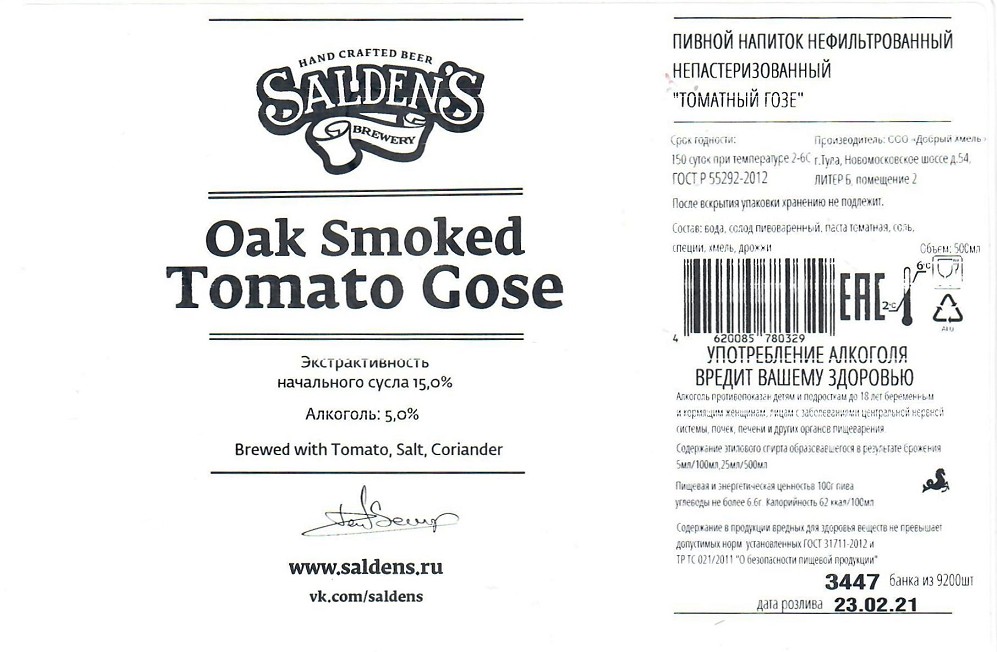 HAND CRAFTED BEER
SALDEN'S
BREWERY
Oak Smoked
Tomato Gose
Экстрактивность
начального сусла 15,0%
Алкоголь: 5,0%
Brewed with Tomato, Salt, Coriander
www.saldens.ru
vk.com/saldens
ПИВНОЙ НАПИТОК НЕФИЛЬТРОВАННЫЙ
НЕПАСТЕРИЗОВАННЫЙ
"ТОМАТНЫЙ ГОЗЕ"
Срок годности:
150 суток при температуре 2-6С
ГОСТ Р 55292-2012
Производитель: ООО «Добрый хмель»
г.Тула, Новомосковское шоссе д.54,
ЛИТЕР Б, помещение 2
После вскрытия упаковки хранению не подлежит.
Состав: вода, солод пивоваренный, паста томатная, соль,
специи, хмель, дрожжи
Объем: 500мл
4 620085 780329
EAC
6°C
2°C
УПОТРЕБЛЕНИЕ АЛКОГОЛЯ
ВРЕДИТ ВАШЕМУ ЗДОРОВЬЮ
Алкоголь противопоказан детям и подросткам до 18 лет беременным
и кормящим женщинам, лицам с заболеваниями центральной нервной
системы, почек, печени и других органов пищеварения
Содержание этилового спирта образовавшегося в результате брожения
5мл/100мл,25мл/500мл
Пищевая и энергетическая ценностьв 100г пива
углеводы не более 6.6г. Калорийность 62 ккал/100мл
Содержание в продукции вредных для здоровья веществ не превышает
допустимых норм установленных ГОСТ 31711-2012 и
ТР ТС 021/2011 "О безопасности пищевой продукции"
3447 банка из 9200шт
дата розлива 23.02.21